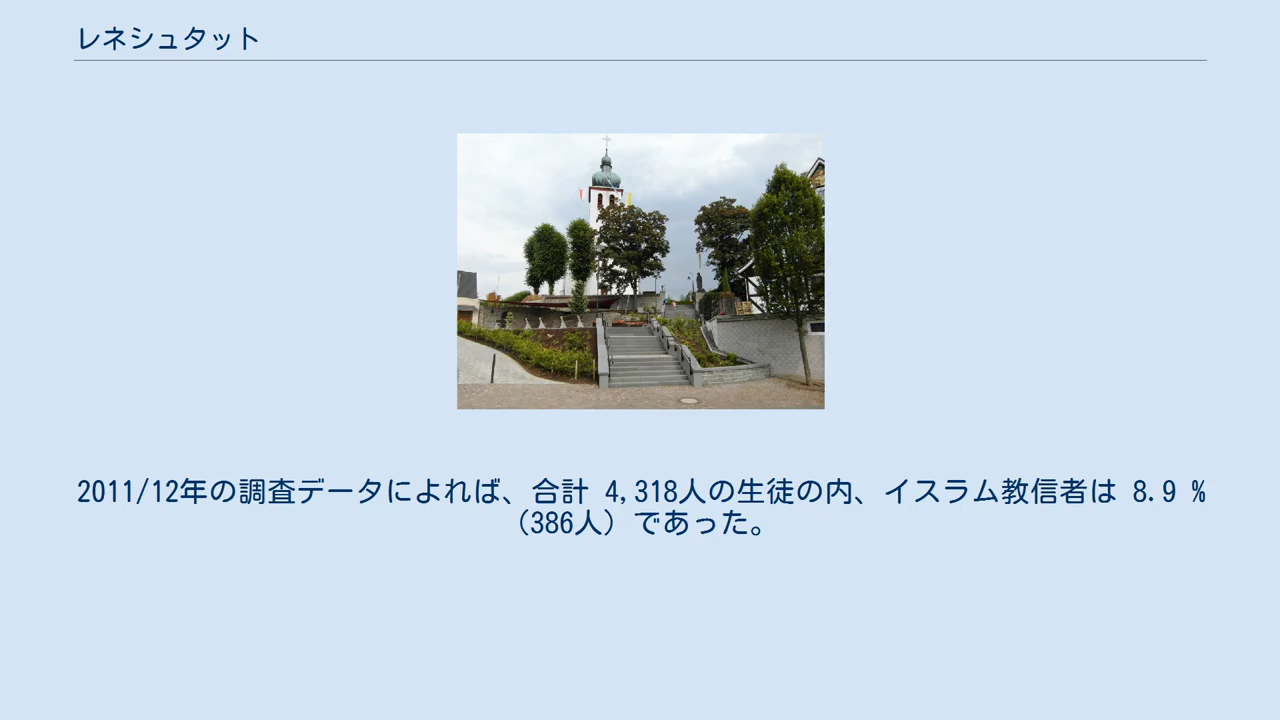 レネシュタット
2011/12年の調査データによれば、合計 4,318人の生徒の内、イスラム教信者は 8.9 %
（386人）であった。